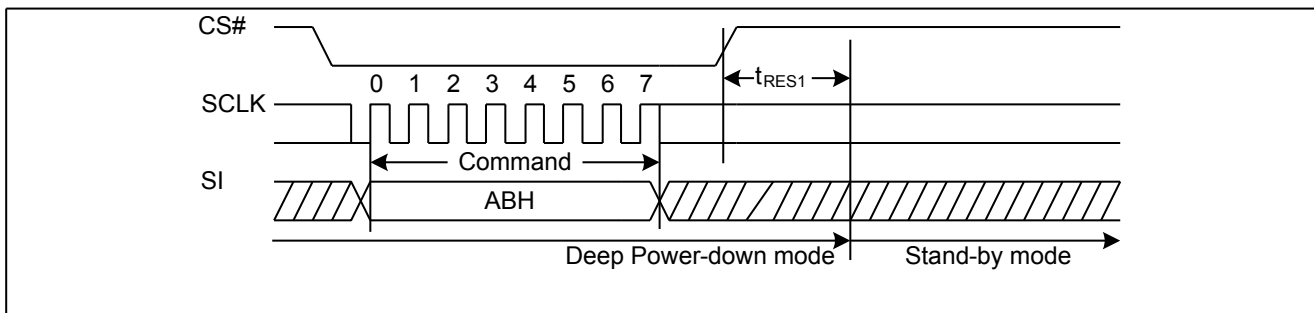 CS#
tRES1
0 1 2 3 4 5 6 7
SCLK
Command
SI
ABH
Deep Power-down mode Stand-by mode